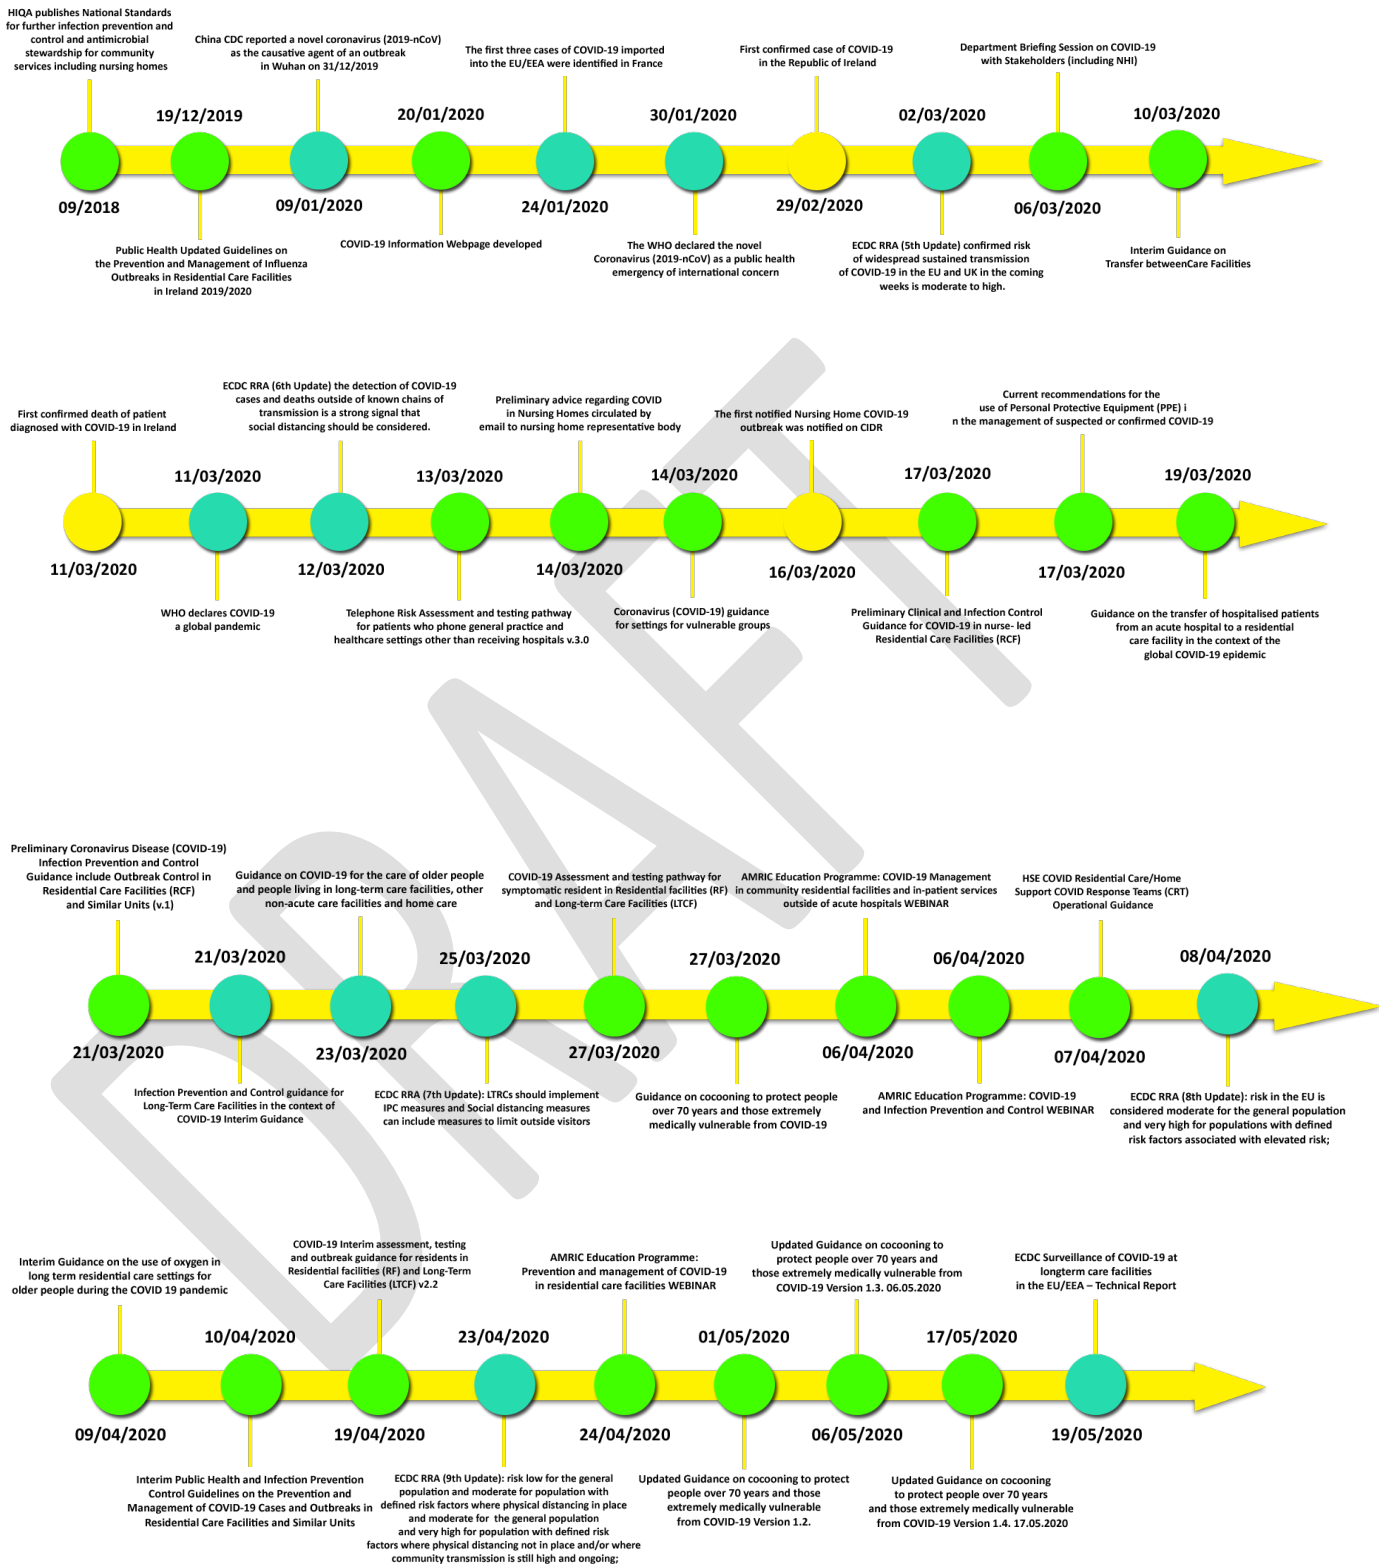 HIQA publishes National Standards
for further infection prevention and
control and antimicrobial
stewardship for community
services including nursing homes
09/2018
19/12/2019
Public Health Updated Guidelines on
the Prevention and Management of Influenza
Outbreaks in Residential Care Facilities
in Ireland 2019/2020
China CDC reported a novel coronavirus (2019-nCoV)
as the causative agent of an outbreak
in Wuhan on 31/12/2019
09/01/2020
20/01/2020
COVID-19 Information Webpage developed
The first three cases of COVID-19 imported
into the EU/EEA were identified in France
24/01/2020
30/01/2020
The WHO declared the novel
Coronavirus (2019-nCoV) as a public health
emergency of international concern
First confirmed case of COVID-19
in the Republic of Ireland
29/02/2020
02/03/2020
ECDC RRA (5th Update) confirmed risk
of widespread sustained transmission
of COVID-19 in the EU and UK in the coming
weeks is moderate to high.
Department Briefing Session on COVID-19
with Stakeholders (including NHI)
06/03/2020
10/03/2020
Interim Guidance on
Transfer betweenCare Facilities
First confirmed death of patient
diagnosed with COVID-19 in Ireland
11/03/2020
11/03/2020
WHO declares COVID-19
a global pandemic
ECDC RRA (6th Update) the detection of COVID-19
cases and deaths outside of known chains of
transmission is a strong signal that
social distancing should be considered.
12/03/2020
13/03/2020
Telephone Risk Assessment and testing pathway
for patients who phone general practice and
healthcare settings other than receiving hospitals v.3.0
Preliminary advice regarding COVID
in Nursing Homes circulated by
email to nursing home representative body
14/03/2020
14/03/2020
Coronavirus (COVID-19) guidance
for settings for vulnerable groups
The first notified Nursing Home COVID-19
outbreak was notified on CIDR
16/03/2020
17/03/2020
Preliminary Clinical and Infection Control
Guidance for COVID-19 in nurse- led
Residential Care Facilities (RCF)
Current recommendations for the
use of Personal Protective Equipment (PPE) i
n the management of suspected or confirmed COVID-19
17/03/2020
19/03/2020
Guidance on the transfer of hospitalised patients
from an acute hospital to a residential
care facility in the context of the
global COVID-19 epidemic
DRAFT
Preliminary Coronavirus Disease (COVID-19)
Infection Prevention and Control
Guidance include Outbreak Control in
Residential Care Facilities (RCF)
and Similar Units (v.1)
21/03/2020
21/03/2020
Infection Prevention and Control guidance for
Long-Term Care Facilities in the context of
COVID-19 Interim Guidance
Guidance on COVID-19 for the care of older people
and people living in long-term care facilities, other
non-acute care facilities and home care
23/03/2020
25/03/2020
ECDC RRA (7th Update): LTRCs should implement
IPC measures and Social distancing measures
can include measures to limit outside visitors
COVID-19 Assessment and testing pathway for
symptomatic resident in Residential facilities (RF)
and Long-term Care Facilities (LTCF)
27/03/2020
27/03/2020
Guidance on cocooning to protect people
over 70 years and those extremely
medically vulnerable from COVID-19
AMRIC Education Programme: COVID-19 Management
in community residential facilities and in-patient services
outside of acute hospitals WEBINAR
06/04/2020
06/04/2020
AMRIC Education Programme: COVID-19
and Infection Prevention and Control WEBINAR
HSE COVID Residential Care/Home
Support COVID Response Teams (CRT)
Operational Guidance
07/04/2020
08/04/2020
ECDC RRA (8th Update): risk in the EU is
considered moderate for the general population
and very high for populations with defined
risk factors associated with elevated risk;
Interim Guidance on the use of oxygen in
long term residential care settings for
older people during the COVID 19 pandemic
09/04/2020
10/04/2020
Interim Public Health and Infection Prevention
Control Guidelines on the Prevention and
Management of COVID-19 Cases and Outbreaks in
Residential Care Facilities and Similar Units
COVID-19 Interim assessment, testing
and outbreak guidance for residents in
Residential facilities (RF) and Long-Term
Care Facilities (LTCF) v2.2
19/04/2020
23/04/2020
ECDC RRA (9th Update): risk low for the general
population and moderate for population with
defined risk factors where physical distancing in place
and moderate for the general population
and very high for population with defined risk
factors where physical distancing not in place and/or where
community transmission is still high and ongoing;
AMRIC Education Programme:
Prevention and management of COVID-19
in residential care facilities WEBINAR
24/04/2020
01/05/2020
Updated Guidance on cocooning to protect
people over 70 years and those
extremely medically vulnerable
from COVID-19 Version 1.2.
Updated Guidance on cocooning to
protect people over 70 years and
those extremely medically vulnerable from
COVID-19 Version 1.3. 06.05.2020
06/05/2020
17/05/2020
Updated Guidance on cocooning
to protect people over 70 years
and those extremely medically vulnerable
from COVID-19 Version 1.4. 17.05.2020
ECDC Surveillance of COVID-19 at
longterm care facilities
in the EU/EEA – Technical Report
19/05/2020